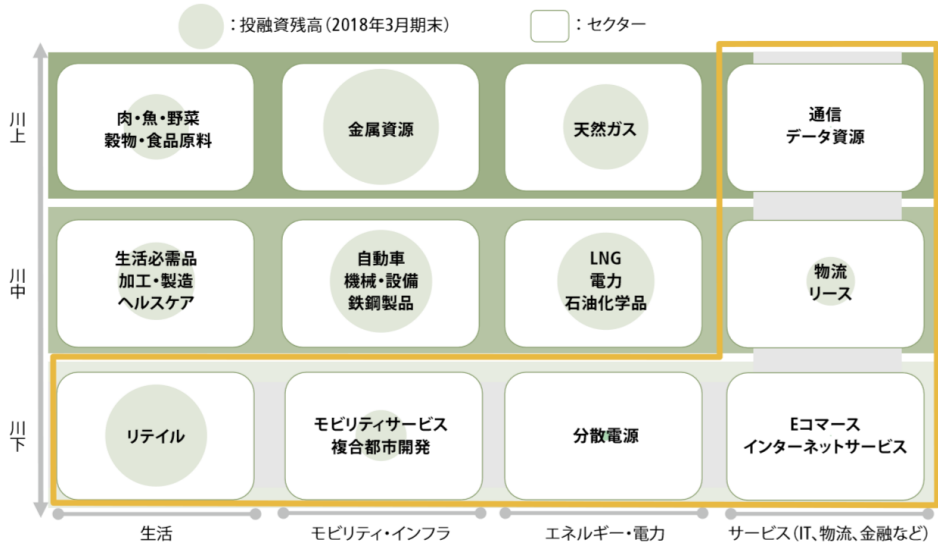 ：投融資残高（2018年3月期末）
：セクター
川上
肉・魚・野菜
穀物・食品原料
金属資源
天然ガス
通信
データ資源
川中
生活必需品
加工・製造
ヘルスケア
自動車
機械・設備
鉄鋼製品
LNG
電力
石油化学品
物流
リース
川下
リテイル
モビリティサービス
複合都市開発
分散電源
Eコマース
インターネットサービス
生活
モビリティ・インフラ
エネルギー・電力
サービス（IT、物流、金融など）